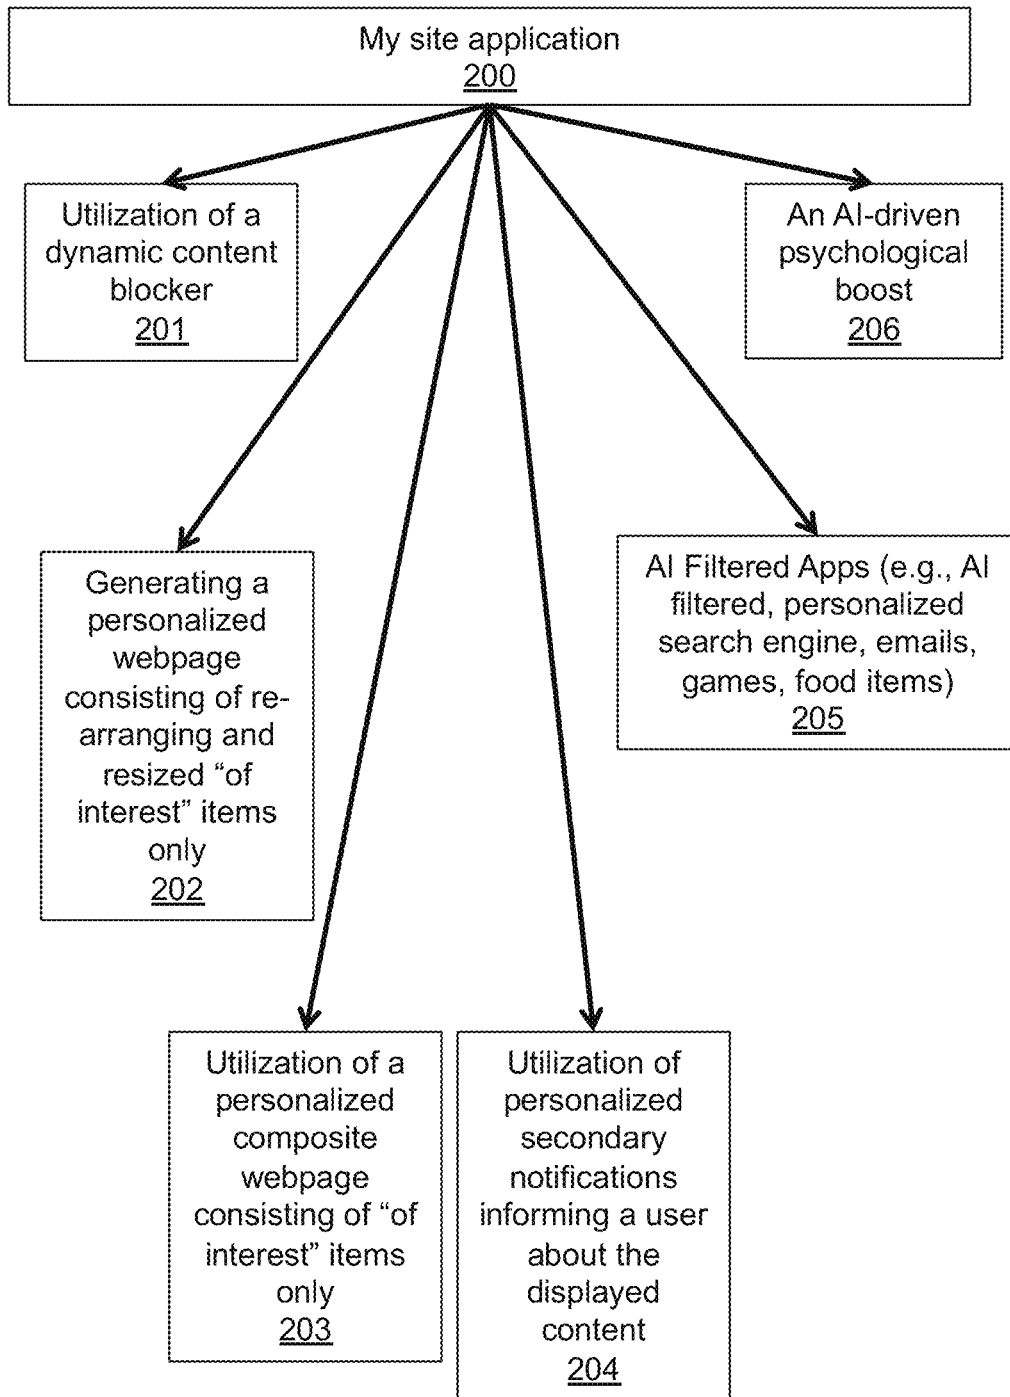 My site application
200
Utilization of a
dynamic content
blocker
201
An AI-driven
psychological
boost
206
Generating a
personalized
webpage
consisting of re-
arranging and
resized “of
interest” items
only
202
AI Filtered Apps (e.g., AI
filtered, personalized
search engine, emails,
games, food items)
205
Utilization of a
personalized
composite
webpage
consisting of “of
interest” items
only
203
Utilization of
personalized
secondary
notifications
informing a user
about the
displayed
content
204